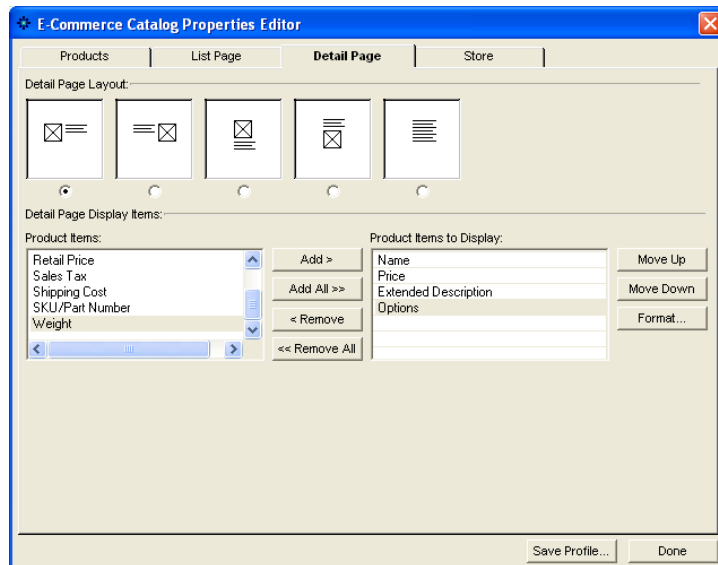 E-Commerce Catalog Properties Editor
Products
List Page
Detail Page
Store
Detail Page Layout:
Detail Page Display Items:
Product Items:
Retail Price
Sales Tax
Shipping Cost
SKU/Part Number
Weight
Add >
Add All >>
< Remove
<< Remove All
Product Items to Display:
Name
Price
Extended Description
Options
Move Up
Move Down
Format...
Save Profile...
Done